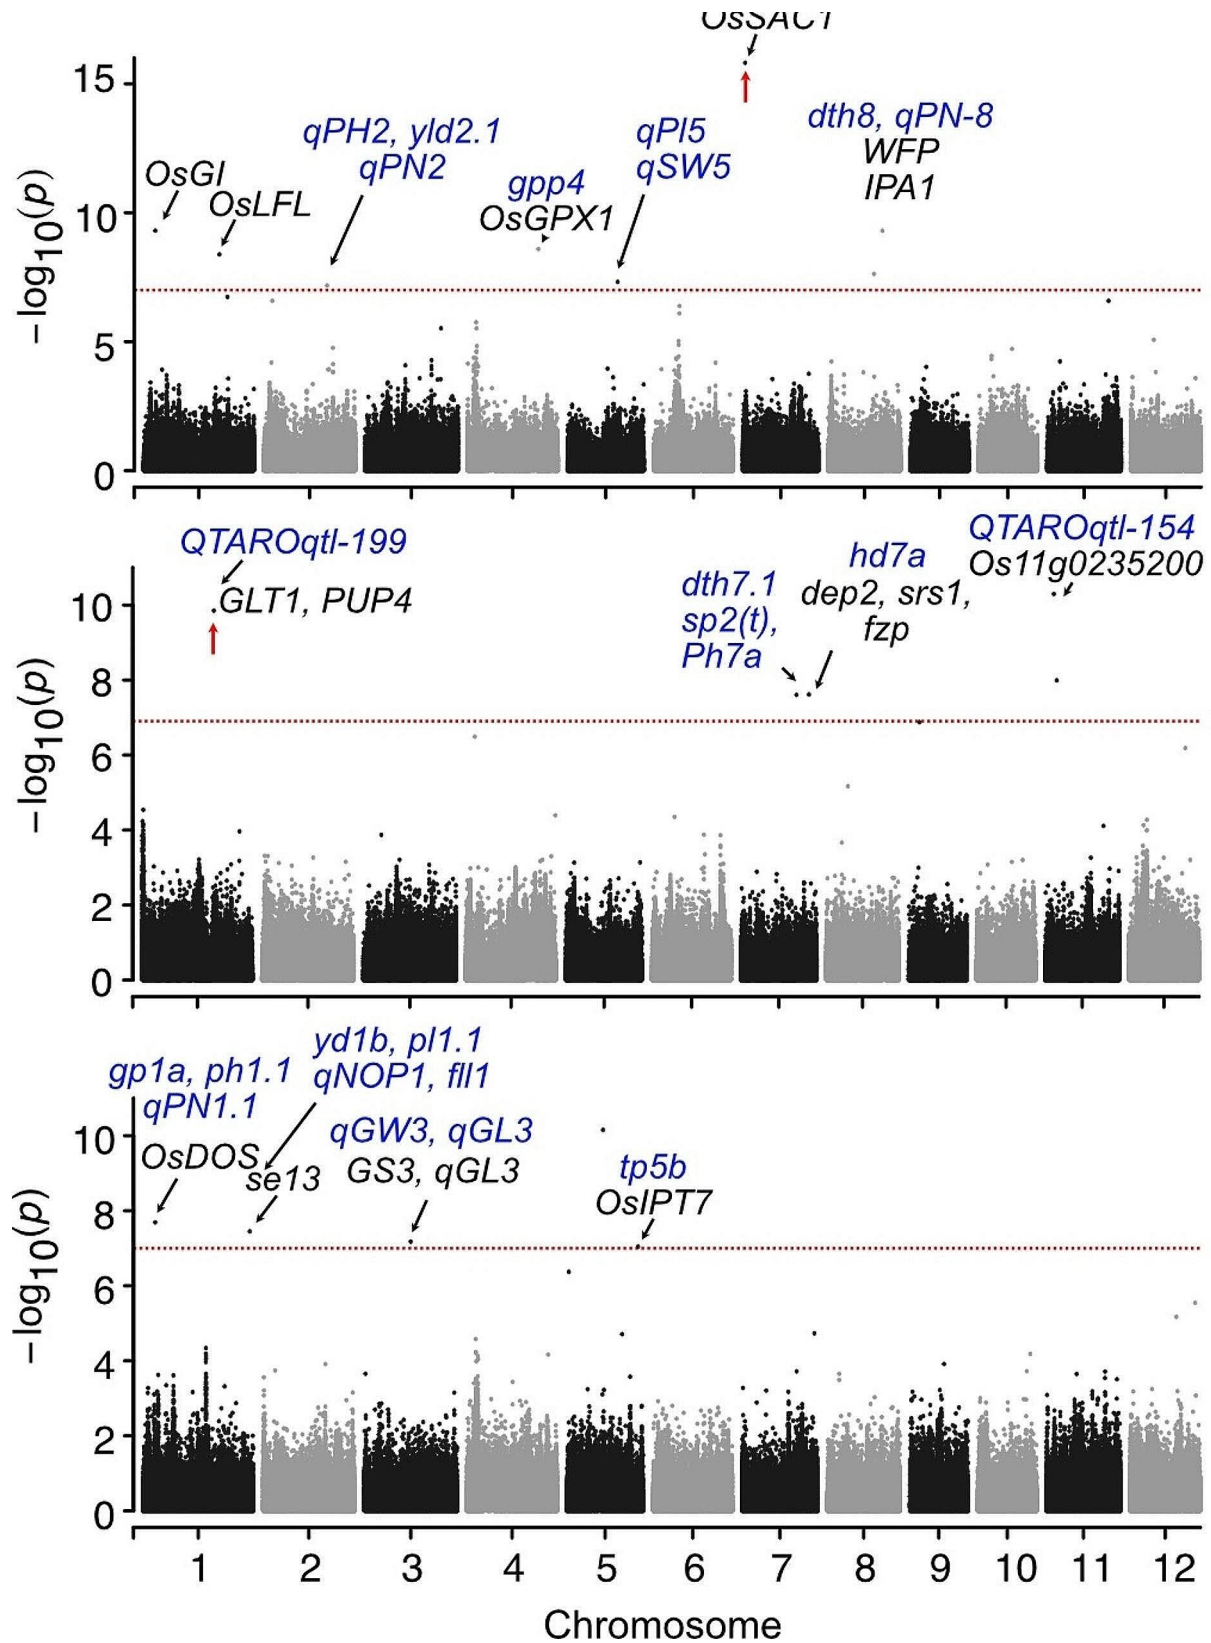 OsSAC1
15
qPH2, yld2.1
qPN2
qPl5
qSW5
dth8, qPN-8
WFP
IPA1
OsGI
OsLFL
gpp4
OsGPX1
10
5
0
−log10(p)
QTAROqtl-199
GLT1, PUP4
dth7.1
sp2(t),
Ph7a
hd7a
dep2, srs1,
fzp
QTAROqtl-154
Os11g0235200
10
8
6
4
2
0
−log10(p)
gp1a, ph1.1
qPN1.1
OsDOS
yd1b, pl1.1
qNOP1, fll1
se13
qGW3, qGL3
GS3, qGL3
tp5b
OsIPT7
10
8
6
4
2
0
−log10(p)
1 2 3 4 5 6 7 8 9 10 11 12
Chromosome